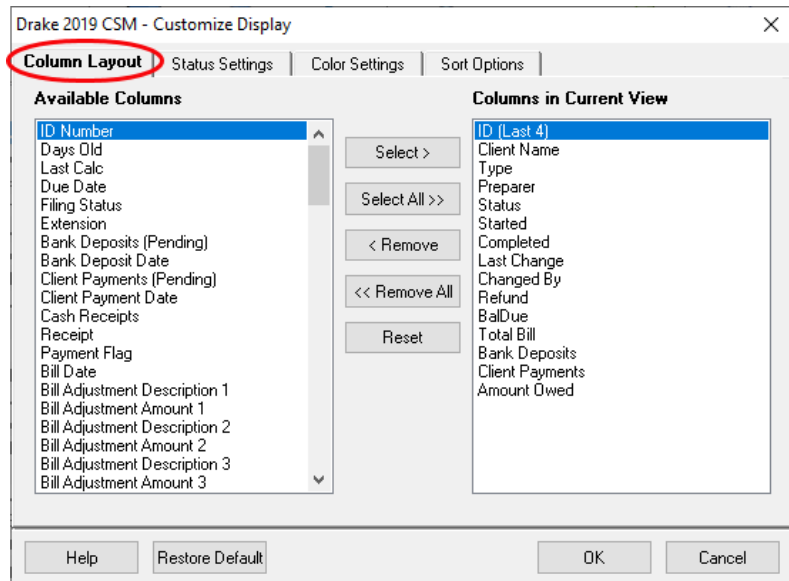 Drake 2019 CSM - Customize Display
Column Layout
Status Settings
Color Settings
Sort Options
Available Columns
ID Number
Days Old
Last Calc
Due Date
Filing Status
Extension
Bank Deposits (Pending)
Bank Deposit Date
Client Payments (Pending)
Client Payment Date
Cash Receipts
Receipt
Payment Flag
Bill Date
Bill Adjustment Description 1
Bill Adjustment Amount 1
Bill Adjustment Description 2
Bill Adjustment Amount 2
Bill Adjustment Description 3
Bill Adjustment Amount 3
Select >
Select All >>
< Remove
<< Remove All
Reset
Columns in Current View
ID (Last 4)
Client Name
Type
Preparer
Status
Started
Completed
Last Change
Changed By
Refund
BalDue
Total Bill
Bank Deposits
Client Payments
Amount Owed
Help
Restore Default
OK
Cancel